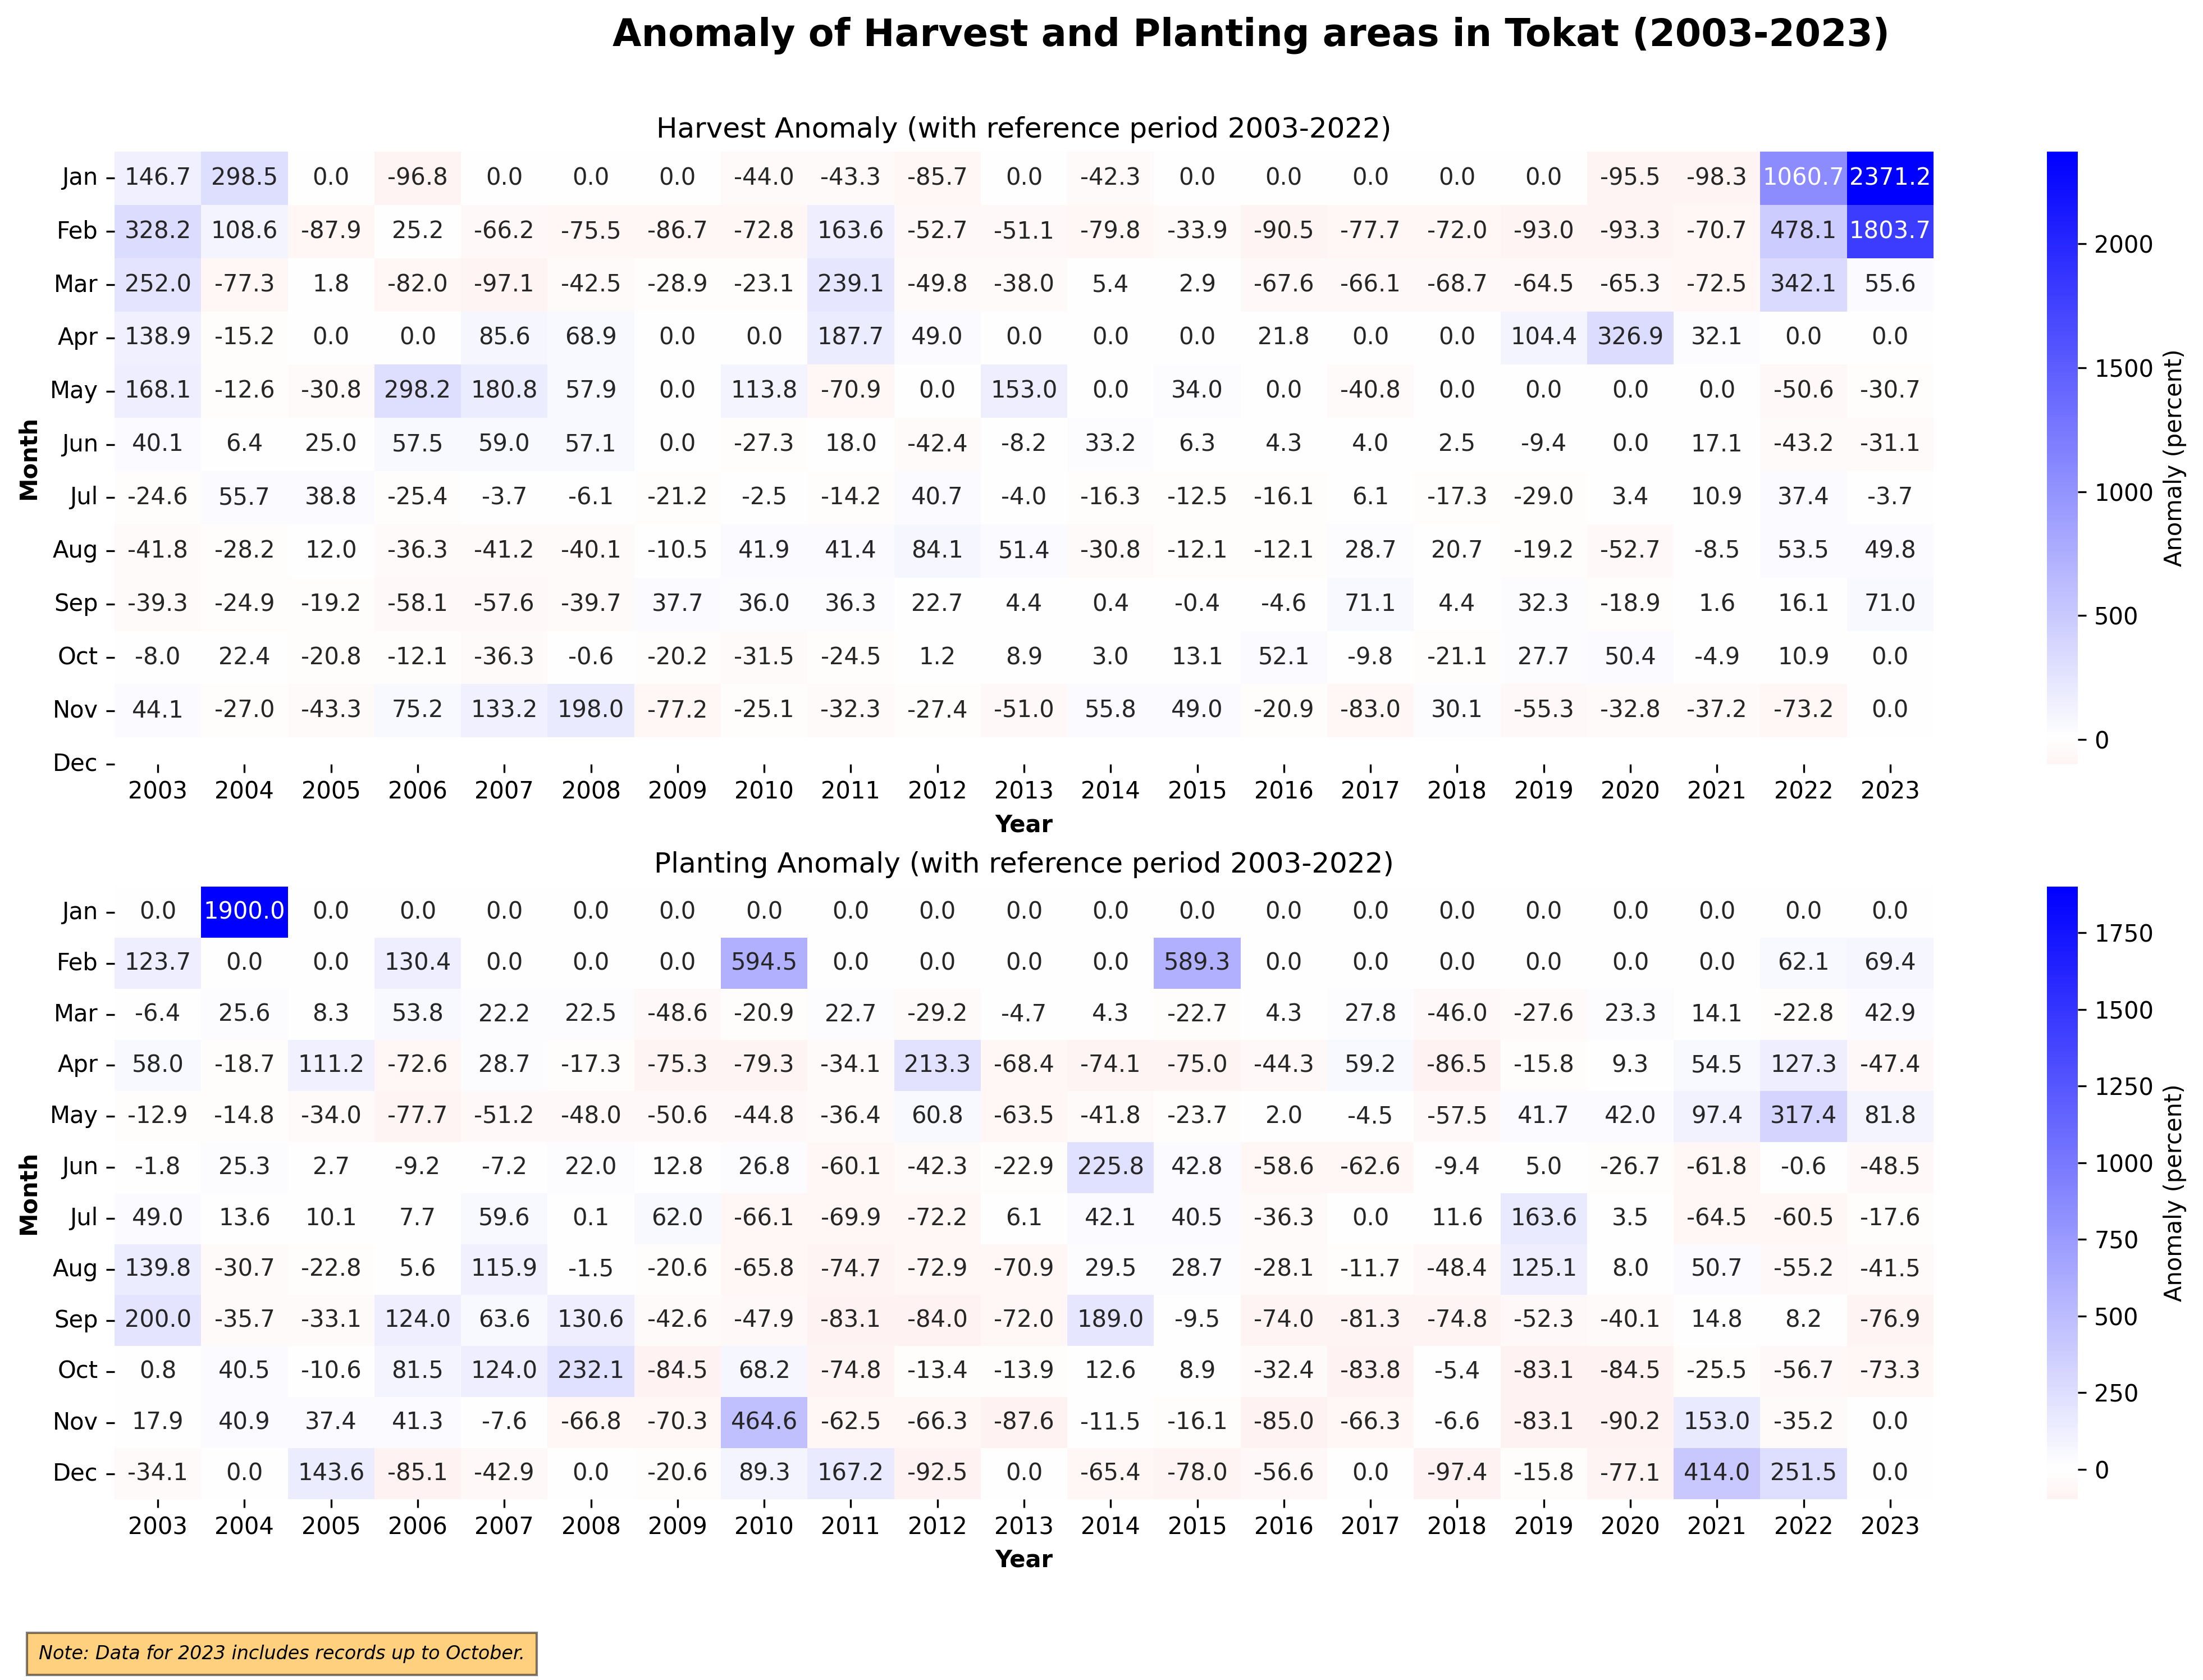 Anomaly of Harvest and Planting areas in Tokat (2003-2023)
Harvest Anomaly (with reference period 2003-2022)
Jan 146.7 298.5 0.0 -96.8 0.0 0.0 0.0 -44.0 -43.3 -85.7 0.0 -42.3 0.0 0.0 0.0 0.0 0.0 -95.5 -98.3 1060.7 2371.2
Feb 328.2 108.6 -87.9 25.2 -66.2 -75.5 -86.7 -72.8 163.6 -52.7 -51.1 -79.8 -33.9 -90.5 -77.7 -72.0 -93.0 -93.3 -70.7 478.1 1803.7
Mar 252.0 -77.3 1.8 -82.0 -97.1 -42.5 -28.9 -23.1 239.1 -49.8 -38.0 5.4 2.9 -67.6 -66.1 -68.7 -64.5 -65.3 -72.5 342.1 55.6
Apr 138.9 -15.2 0.0 0.0 85.6 68.9 0.0 0.0 187.7 49.0 0.0 0.0 0.0 21.8 0.0 0.0 104.4 326.9 32.1 0.0 0.0
May 168.1 -12.6 -30.8 298.2 180.8 57.9 0.0 113.8 -70.9 0.0 153.0 0.0 34.0 0.0 -40.8 0.0 0.0 0.0 0.0 -50.6 -30.7
Jun 40.1 6.4 25.0 57.5 59.0 57.1 0.0 -27.3 18.0 -42.4 -8.2 33.2 6.3 4.3 4.0 2.5 -9.4 0.0 17.1 -43.2 -31.1
Jul -24.6 55.7 38.8 -25.4 -3.7 -6.1 -21.2 -2.5 -14.2 40.7 -4.0 -16.3 -12.5 -16.1 6.1 -17.3 -29.0 3.4 10.9 37.4 -3.7
Aug -41.8 -28.2 12.0 -36.3 -41.2 -40.1 -10.5 41.9 41.4 84.1 51.4 -30.8 -12.1 -12.1 28.7 20.7 -19.2 -52.7 -8.5 53.5 49.8
Sep -39.3 -24.9 -19.2 -58.1 -57.6 -39.7 37.7 36.0 36.3 22.7 4.4 0.4 -0.4 -4.6 71.1 4.4 32.3 -18.9 1.6 16.1 71.0
Oct -8.0 22.4 -20.8 -12.1 -36.3 -0.6 -20.2 -31.5 -24.5 1.2 8.9 3.0 13.1 52.1 -9.8 -21.1 27.7 50.4 -4.9 10.9 0.0
Nov 44.1 -27.0 -43.3 75.2 133.2 198.0 -77.2 -25.1 -32.3 -27.4 -51.0 55.8 49.0 -20.9 -83.0 30.1 -55.3 -32.8 -37.2 -73.2 0.0
Dec
2003 2004 2005 2006 2007 2008 2009 2010 2011 2012 2013 2014 2015 2016 2017 2018 2019 2020 2021 2022 2023
Year
Month
2000
1500
1000
500
0
Anomaly (percent)
Planting Anomaly (with reference period 2003-2022)
Jan 0.0 1900.0 0.0 0.0 0.0 0.0 0.0 0.0 0.0 0.0 0.0 0.0 0.0 0.0 0.0 0.0 0.0 0.0 0.0 0.0 0.0
Feb 123.7 0.0 0.0 130.4 0.0 0.0 0.0 594.5 0.0 0.0 0.0 0.0 589.3 0.0 0.0 0.0 0.0 0.0 0.0 62.1 69.4
Mar -6.4 25.6 8.3 53.8 22.2 22.5 -48.6 -20.9 22.7 -29.2 -4.7 4.3 -22.7 4.3 27.8 -46.0 -27.6 23.3 14.1 -22.8 42.9
Apr 58.0 -18.7 111.2 -72.6 28.7 -17.3 -75.3 -79.3 -34.1 213.3 -68.4 -74.1 -75.0 -44.3 59.2 -86.5 -15.8 9.3 54.5 127.3 -47.4
May -12.9 -14.8 -34.0 -77.7 -51.2 -48.0 -50.6 -44.8 -36.4 60.8 -63.5 -41.8 -23.7 2.0 -4.5 -57.5 41.7 42.0 97.4 317.4 81.8
Jun -1.8 25.3 2.7 -9.2 -7.2 22.0 12.8 26.8 -60.1 -42.3 -22.9 225.8 42.8 -58.6 -62.6 -9.4 5.0 -26.7 -61.8 -0.6 -48.5
Jul 49.0 13.6 10.1 7.7 59.6 0.1 62.0 -66.1 -69.9 -72.2 6.1 42.1 40.5 -36.3 0.0 11.6 163.6 3.5 -64.5 -60.5 -17.6
Aug 139.8 -30.7 -22.8 5.6 115.9 -1.5 -20.6 -65.8 -74.7 -72.9 -70.9 29.5 28.7 -28.1 -11.7 -48.4 125.1 8.0 50.7 -55.2 -41.5
Sep 200.0 -35.7 -33.1 124.0 63.6 130.6 -42.6 -47.9 -83.1 -84.0 -72.0 189.0 -9.5 -74.0 -81.3 -74.8 -52.3 -40.1 14.8 8.2 -76.9
Oct 0.8 40.5 -10.6 81.5 124.0 232.1 -84.5 68.2 -74.8 -13.4 -13.9 12.6 8.9 -32.4 -83.8 -5.4 -83.1 -84.5 -25.5 -56.7 -73.3
Nov 17.9 40.9 37.4 41.3 -7.6 -66.8 -70.3 464.6 -62.5 -66.3 -87.6 -11.5 -16.1 -85.0 -66.3 -6.6 -83.1 -90.2 153.0 -35.2 0.0
Dec -34.1 0.0 143.6 -85.1 -42.9 0.0 -20.6 89.3 167.2 -92.5 0.0 -65.4 -78.0 -56.6 0.0 -97.4 -15.8 -77.1 414.0 251.5 0.0
2003 2004 2005 2006 2007 2008 2009 2010 2011 2012 2013 2014 2015 2016 2017 2018 2019 2020 2021 2022 2023
Year
Month
1750
1500
1250
1000
750
500
250
0
Anomaly (percent)
Note: Data for 2023 includes records up to October.